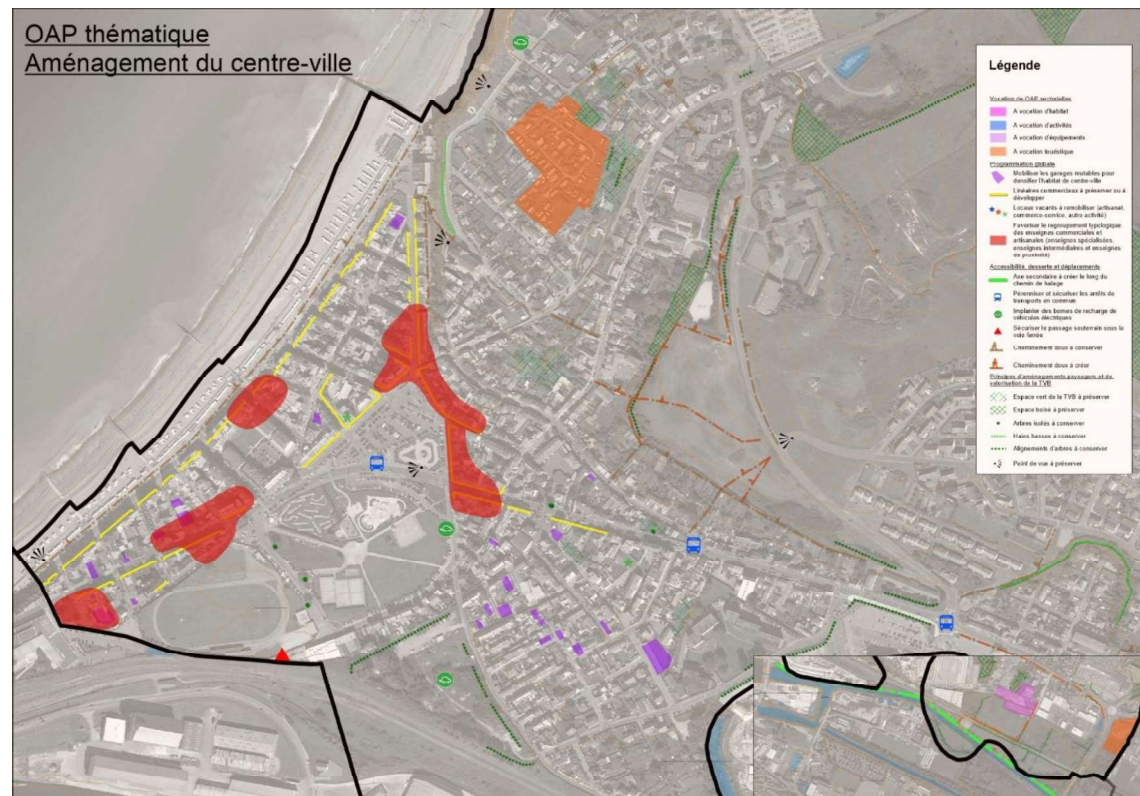 OAP thématique
Aménagement du centre-ville
Légende
Vocation de OAP sectorielles
A vocation d'habitat
A vocation d'activités
A vocation d'équipements
A vocation touristique
Programmation globale
Mobiliser les garages mutables pour
densifier l'habitat de centre-ville
Linéaires commerciaux à préserver ou à
développer
Locaux vacants à remobiliser (artisanat,
commerce-service, autre activité)
Favoriser le regroupement typologique
des enseignes commerciales et
artisanales (enseignes spécialisées,
enseignes intermédiaires et enseignes
de proximité)
Accessibilité, desserte et déplacements
Axe secondaire à créer le long du
chemin de halage
Pérenniser et sécuriser les arrêts de
transports en commun
Implanter des bornes de recharge de
véhicules électriques
Sécuriser le passage souterrain sous la
voie ferrée
Cheminement doux à conserver
Cheminement doux à créer
Principes d'aménagements paysagers et de
valorisation de la TVB
Espace vert de la TVB à préserver
Espace boisé à préserver
Arbres isolés à conserver
Haies basses à conserver
Alignements d'arbres à conserver
Point de vue à préserver